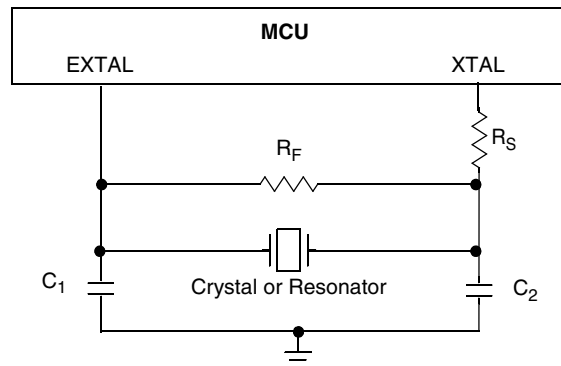 MCU
EXTAL XTAL
R_S
R_F
Crystal or Resonator
C_1
C_2